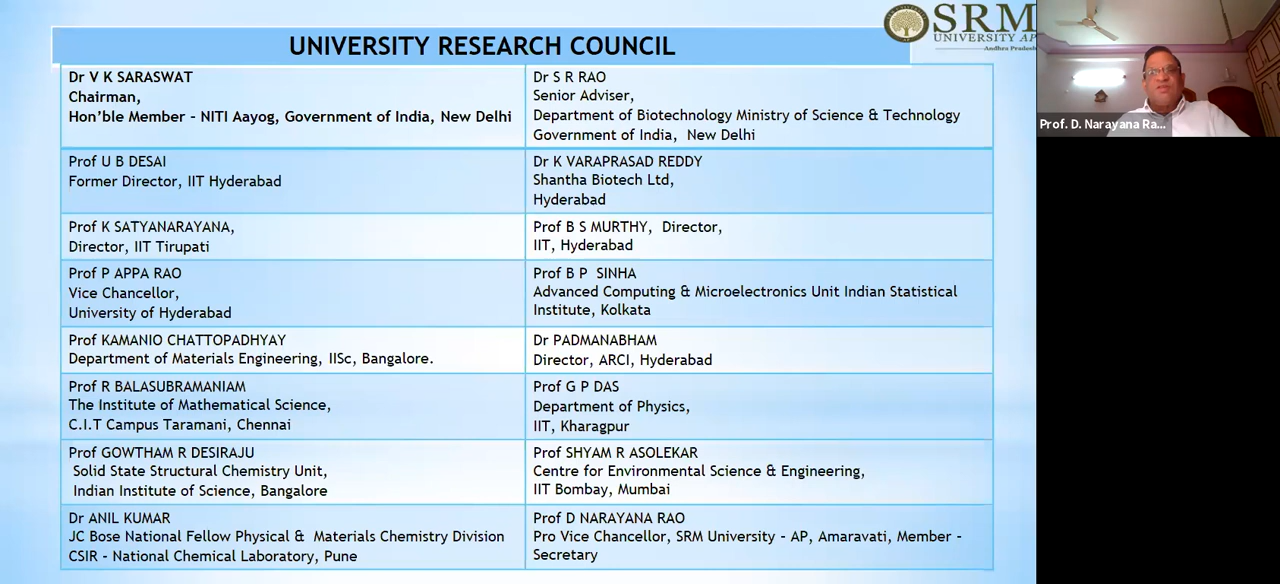 SRM
UNIVERSITY AP
Andhra Pradesh
UNIVERSITY RESEARCH COUNCIL
Dr V K SARASWAT
Chairman,
Hon'ble Member – NITI Aayog, Government of India, New Delhi
Dr S R RAO
Senior Adviser,
Department of Biotechnology Ministry of Science & Technology
Government of India, New Delhi
Prof U B DESAI
Former Director, IIT Hyderabad
Dr K VARAPRASAD REDDY
Shantha Biotech Ltd,
Hyderabad
Prof K SATYANARAYANA,
Director, IIT Tirupati
Prof B S MURTHY, Director,
IIT, Hyderabad
Prof P APPA RAO
Vice Chancellor,
University of Hyderabad
Prof B P SINHA
Advanced Computing & Microelectronics Unit Indian Statistical
Institute, Kolkata
Prof KAMANIO CHATTOPADHYAY
Department of Materials Engineering, IISc, Bangalore.
Dr PADMANABHAM
Director, ARCI, Hyderabad
Prof R BALASUBRAMANIAM
The Institute of Mathematical Science,
C.I.T Campus Taramani, Chennai
Prof G P DAS
Department of Physics,
IIT, Kharagpur
Prof GOWTHAM R DESIRAJU
Solid State Structural Chemistry Unit,
Indian Institute of Science, Bangalore
Prof SHYAM R ASOLEKAR
Centre for Environmental Science & Engineering,
IIT Bombay, Mumbai
Dr ANIL KUMAR
JC Bose National Fellow Physical & Materials Chemistry Division
CSIR – National Chemical Laboratory, Pune
Prof D NARAYANA RAO
Pro Vice Chancellor, SRM University – AP, Amaravati, Member –
Secretary
Prof. D. Narayana Ra...